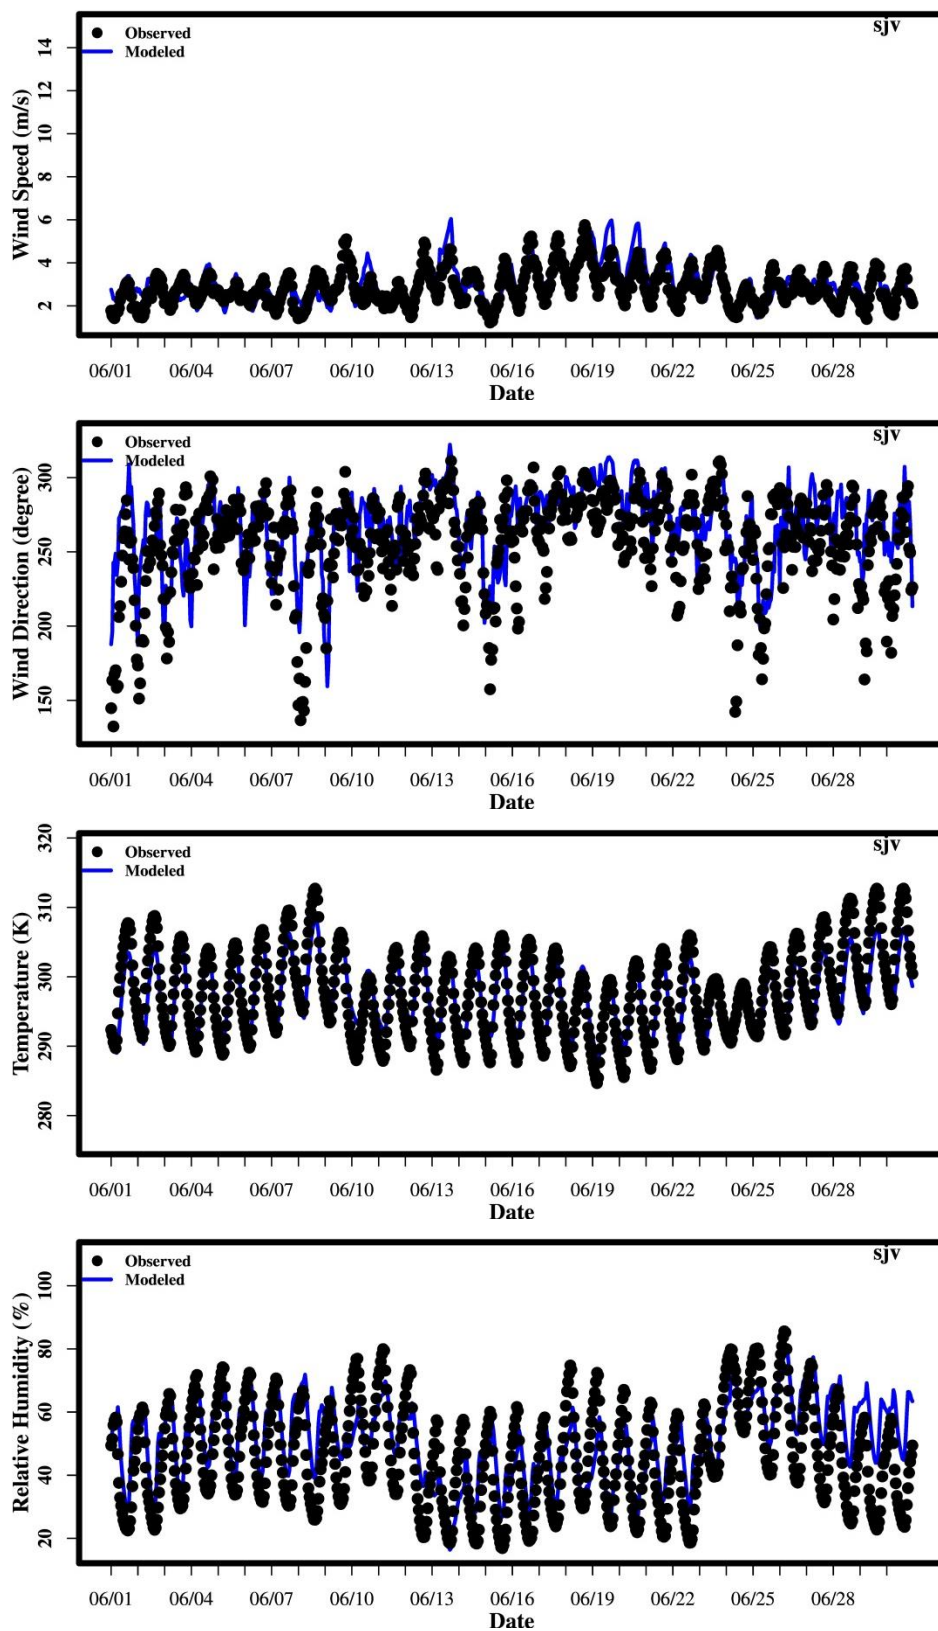 sjv
Observed
Modeled
Wind Speed (m/s)
14
12
10
8
6
4
2
06/01 06/04 06/07 06/10 06/13 06/16 06/19 06/22 06/25 06/28
Date
sjv
Observed
Modeled
Wind Direction (degree)
300
250
200
150
06/01 06/04 06/07 06/10 06/13 06/16 06/19 06/22 06/25 06/28
Date
sjv
Observed
Modeled
Temperature (K)
320
310
300
290
280
06/01 06/04 06/07 06/10 06/13 06/16 06/19 06/22 06/25 06/28
Date
sjv
Observed
Modeled
Relative Humidity (%)
100
80
60
40
20
06/01 06/04 06/07 06/10 06/13 06/16 06/19 06/22 06/25 06/28
Date